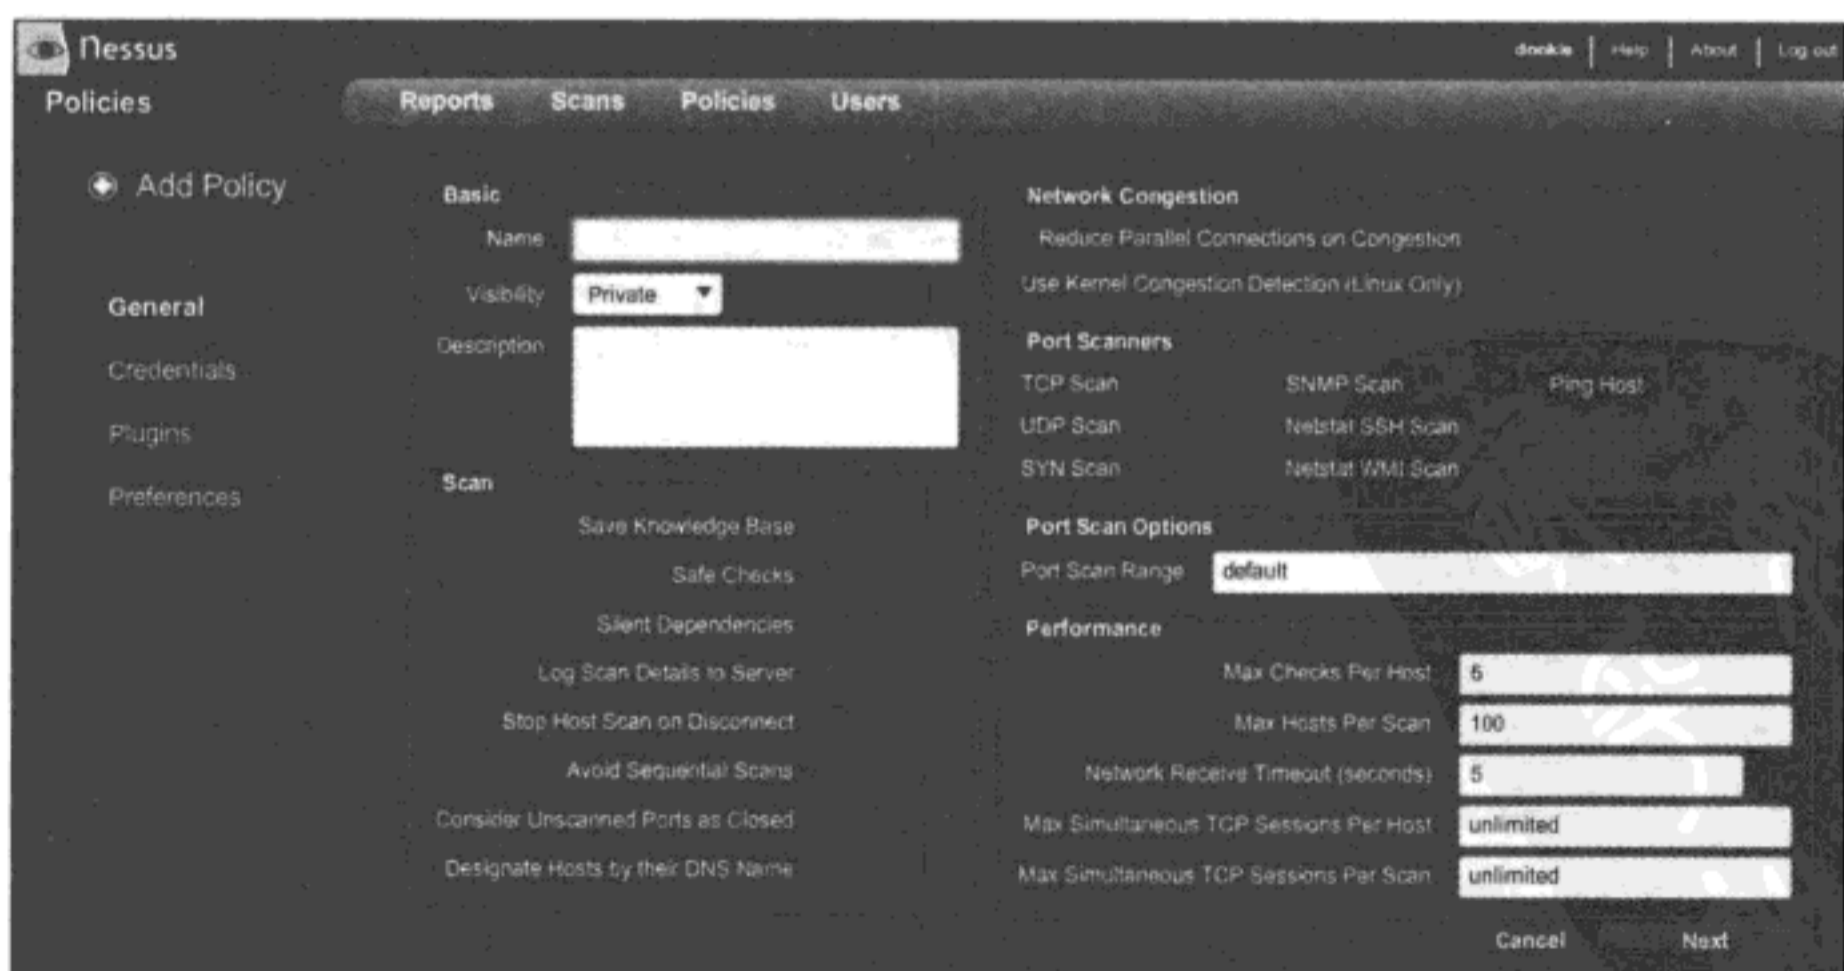 nessus
dookie | Help | About | Log out
Policies
Reports Scans Policies Users
Add Policy
General
Credentials
Plugins
Preferences
Basic
Name
Visibility Private
Description
Scan
Save Knowledge Base
Safe Checks
Silent Dependencies
Log Scan Details to Server
Stop Host Scan on Disconnect
Avoid Sequential Scans
Consider Unscanned Ports as Closed
Designate Hosts by their DNS Name
Network Congestion
Reduce Parallel Connections on Congestion
Use Kernel Congestion Detection (Linux Only)
Port Scanners
TCP Scan SNMP Scan Ping Host
UDP Scan Netstat SSH Scan
SYN Scan Netstat WMI Scan
Port Scan Options
Port Scan Range default
Performance
Max Checks Per Host 5
Max Hosts Per Scan 100
Network Receive Timeout (seconds) 5
Max Simultaneous TCP Sessions Per Host unlimited
Max Simultaneous TCP Sessions Per Scan unlimited
Cancel Next